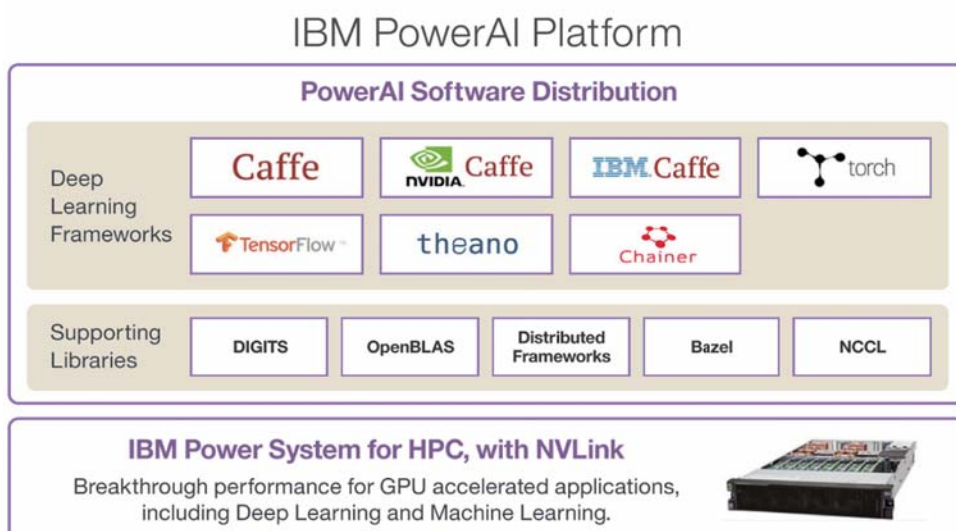 IBM PowerAI Platform
PowerAI Software Distribution
Deep
Learning
Frameworks
Caffe
NVIDIA. Caffe
IBM. Caffe
torch
TensorFlow™
theano
Chainer
Supporting
Libraries
DIGITS
OpenBLAS
Distributed
Frameworks
Bazel
NCCL
IBM Power System for HPC, with NVLink
Breakthrough performance for GPU accelerated applications,
including Deep Learning and Machine Learning.